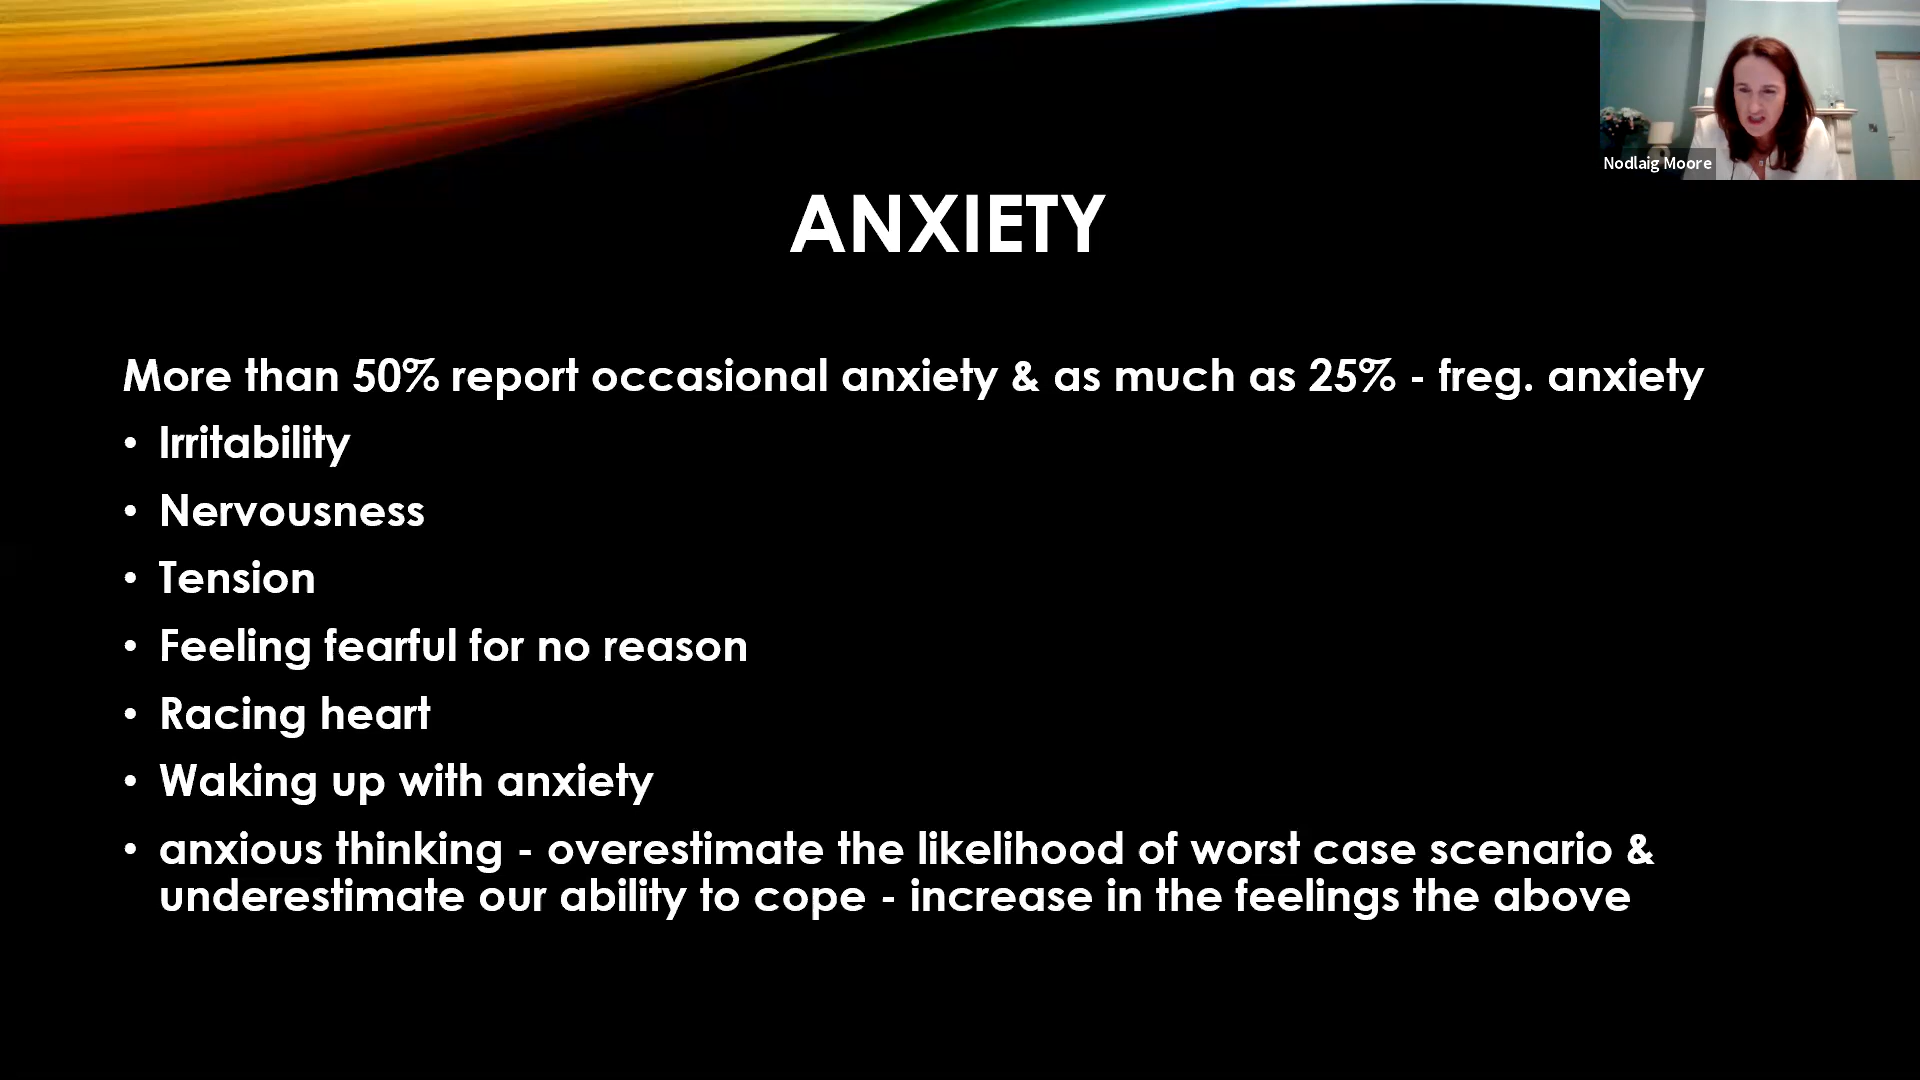 Nodlaig Moore
ANXIETY
More than 50% report occasional anxiety & as much as 25% - freg. anxiety
• Irritability
• Nervousness
• Tension
• Feeling fearful for no reason
• Racing heart
• Waking up with anxiety
• anxious thinking - overestimate the likelihood of worst case scenario &
underestimate our ability to cope - increase in the feelings the above